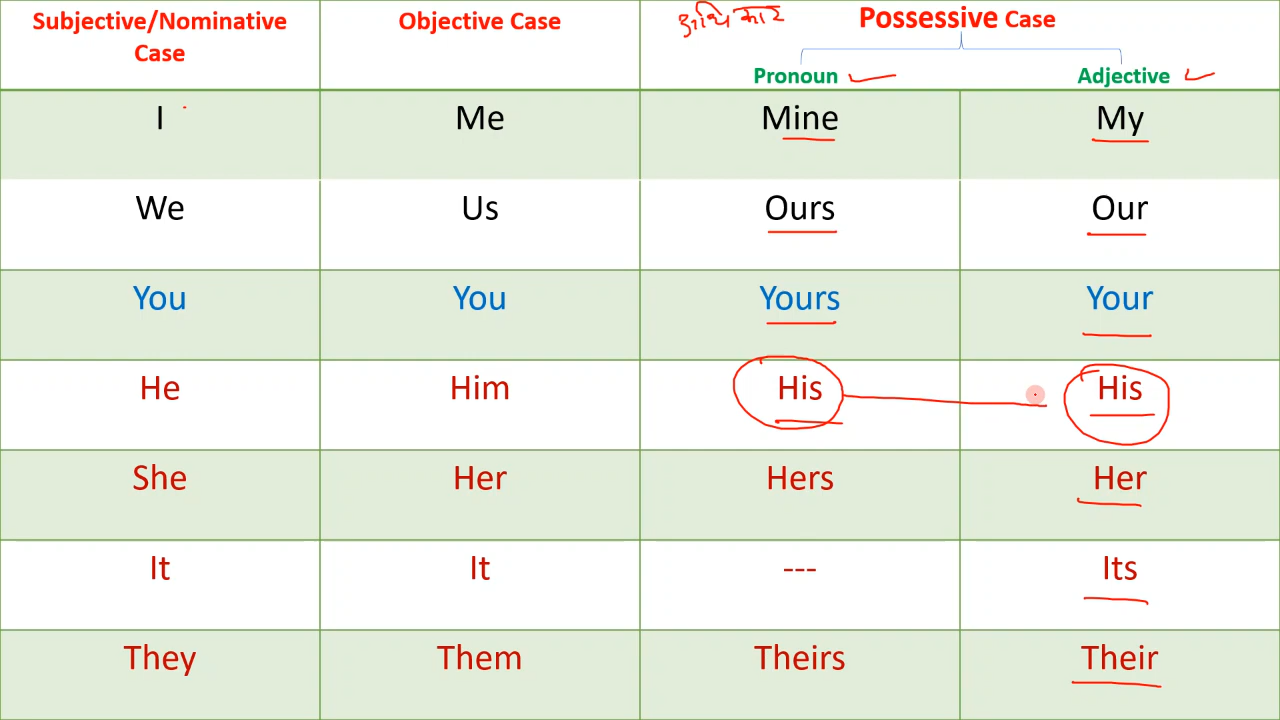 Subjective/Nominative
Case
Objective Case
Possessive Case
Pronoun
Adjective
I Me Mine My
We Us Ours Our
You You Yours Your
He Him His His
She Her Hers Her
It It --- Its
They Them Theirs Their